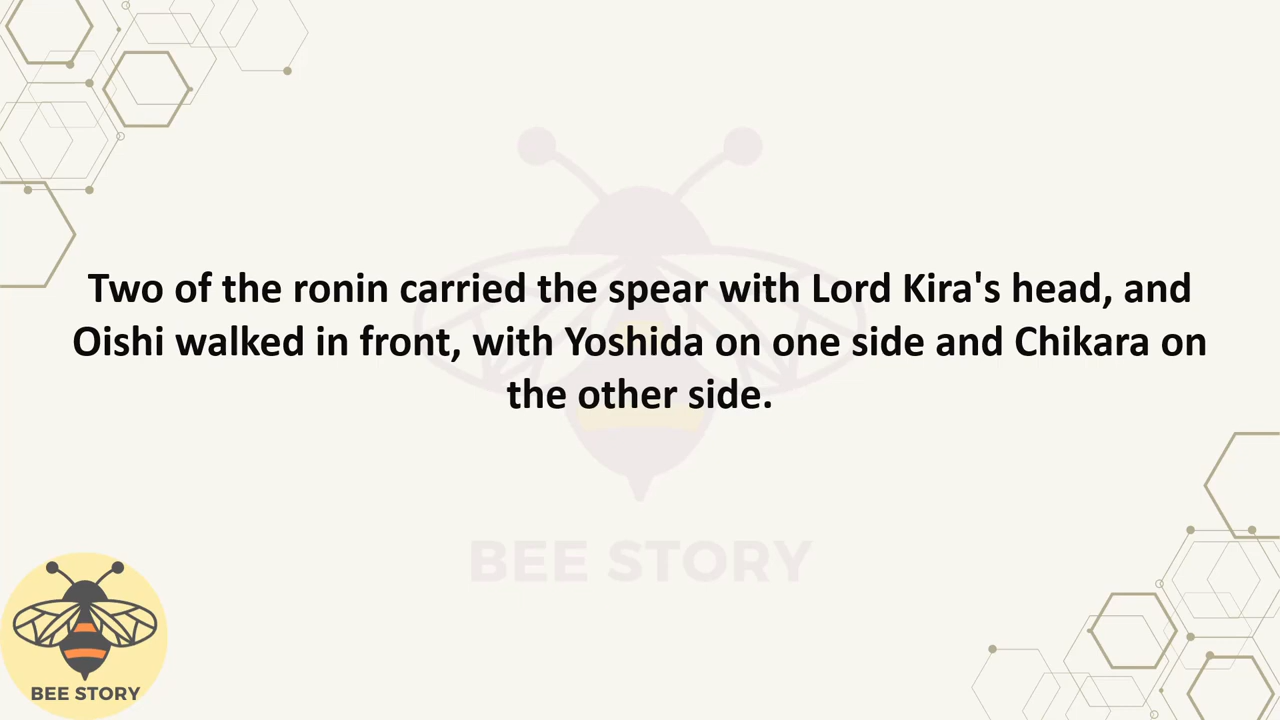 Two of the ronin carried the spear with Lord Kira's head, and
Oishi walked in front, with Yoshida on one side and Chikara on
the other side.
BEE STORY
BEE STORY